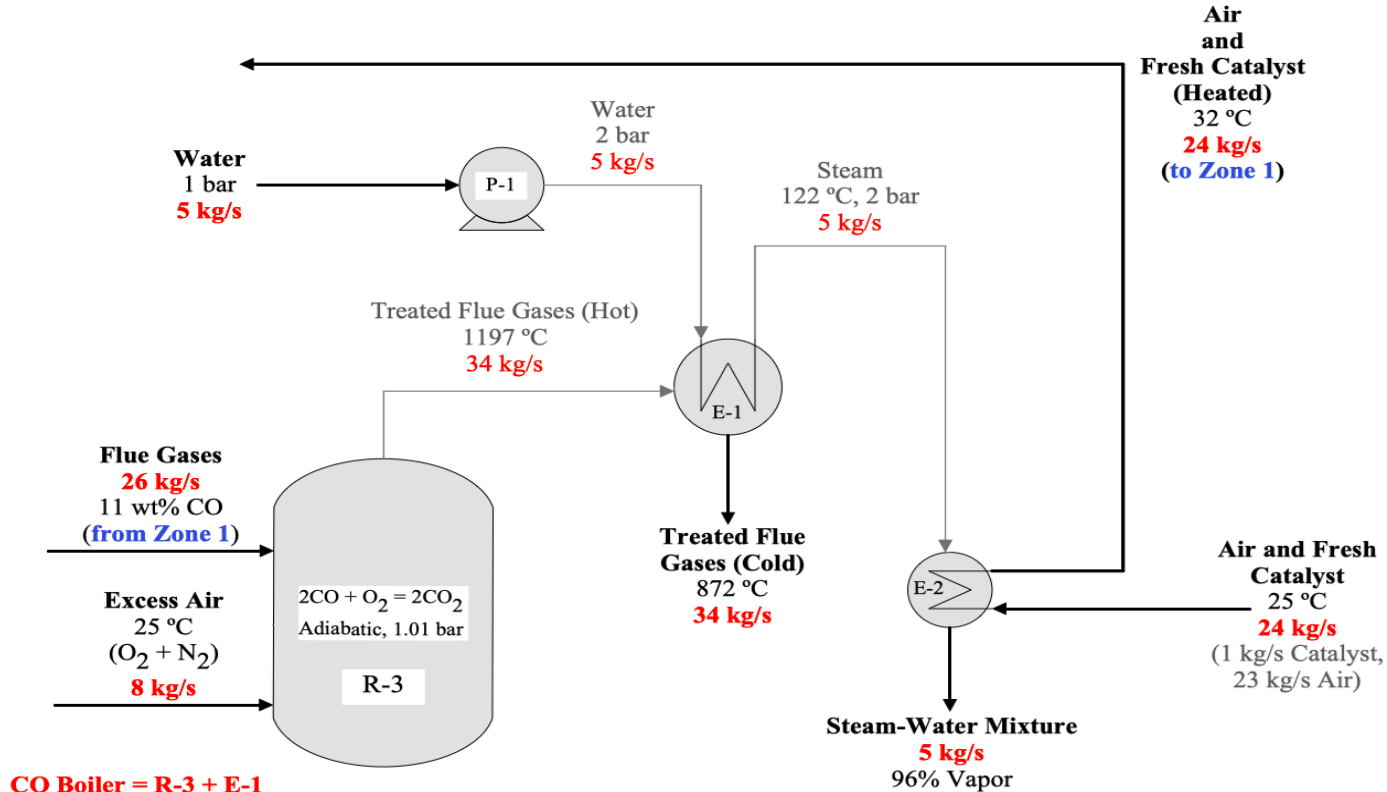 Air
and
Fresh Catalyst
(Heated)
32 ºC
24 kg/s
(to Zone 1)
Water
1 bar
5 kg/s
P-1
Water
2 bar
5 kg/s
Steam
122 ºC, 2 bar
5 kg/s
Treated Flue Gases (Hot)
1197 ºC
34 kg/s
E-1
Flue Gases
26 kg/s
11 wt% CO
(from Zone 1)
Excess Air
25 ºC
(O₂ + N₂)
8 kg/s
2CO + O₂ = 2CO₂
Adiabatic, 1.01 bar
R-3
Treated Flue
Gases (Cold)
872 ºC
34 kg/s
E-2
Air and Fresh
Catalyst
25 ºC
24 kg/s
(1 kg/s Catalyst,
23 kg/s Air)
Steam-Water Mixture
5 kg/s
96% Vapor
CO Boiler = R-3 + E-1